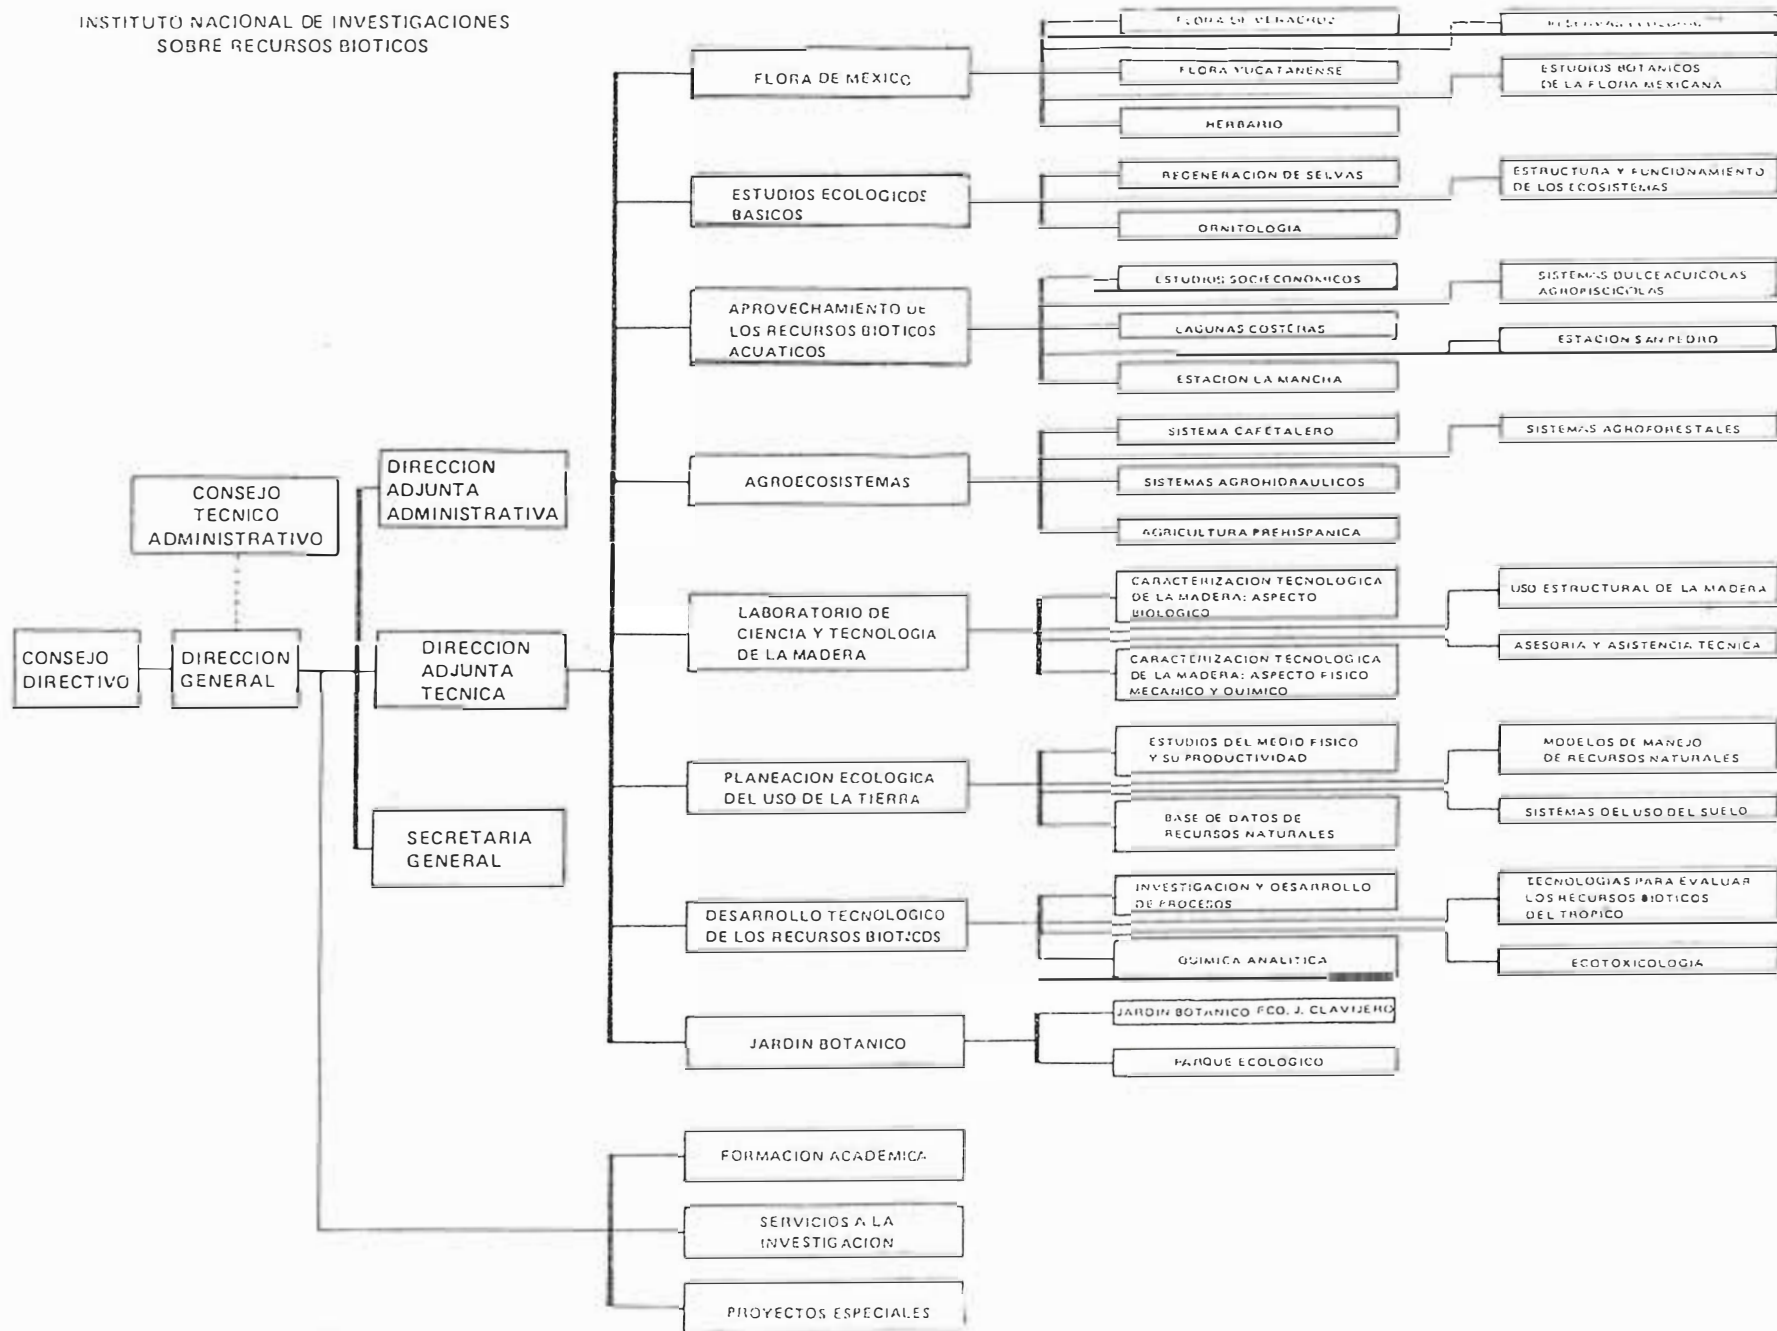 INSTITUTO NACIONAL DE INVESTIGACIONES
SOBRE RECURSOS BIOTICOS
CONSEJO
DIRECTIVO
CONSEJO
TECNICO
ADMINISTRATIVO
DIRECCION
GENERAL
DIRECCION
ADJUNTA
ADMINISTRATIVA
DIRECCION
ADJUNTA
TECNICA
SECRETARIA
GENERAL
FLORA DE MEXICO
FLORA DE VERACRUZ
FLORA YUCATANENSE
ESTUDIOS BOTANICOS
DE LA FLORA MEXICANA
HERBARIO
ESTUDIOS ECOLOGICOS
BASICOS
REGENERACION DE SELVAS
ESTRUCTURA Y FUNCIONAMIENTO
DE LOS ECOSISTEMAS
ORNITOLOGIA
APROVECHAMIENTO DE
LOS RECURSOS BIOTICOS
ACUATICOS
ESTUDIOS SOCIECONOMICOS
SISTEMAS DULCEACUICOLAS
AGROPISCICOLAS
LAGUNAS COSTERAS
ESTACION SAN PEDRO
ESTACION LA MANCHA
AGROECOSISTEMAS
SISTEMA CAFETALERO
SISTEMAS AGROFORESTALES
SISTEMAS AGROHIDRAULICOS
AGRICULTURA PREHISPANICA
LABORATORIO DE
CIENCIA Y TECNOLOGIA
DE LA MADERA
CARACTERIZACION TECNOLOGICA
DE LA MADERA: ASPECTO
BIOLOGICO
USO ESTRUCTURAL DE LA MADERA
ASESORIA Y ASISTENCIA TECNICA
CARACTERIZACION TECNOLOGICA
DE LA MADERA: ASPECTO FISICO
MECANICO Y QUIMICO
PLANEACION ECOLOGICA
DEL USO DE LA TIERRA
ESTUDIOS DEL MEDIO FISICO
Y SU PRODUCTIVIDAD
MODELOS DE MANEJO
DE RECURSOS NATURALES
BASE DE DATOS DE
RECURSOS NATURALES
SISTEMAS DEL USO DEL SUELO
DESARROLLO TECNOLOGICO
DE LOS RECURSOS BIOTICOS
INVESTIGACION Y DESARROLLO
DE PROCESOS
TECNOLOGIAS PARA EVALUAR
LOS RECURSOS BIOTICOS
DEL TROPICO
QUIMICA ANALITICA
ECOTOXICOLOGIA
JARDIN BOTANICO
JARDIN BOTANICO FCO. J. CLAVIJERO
PARQUE ECOLOGICO
FORMACION ACADEMICA
SERVICIOS A LA
INVESTIGACION
PROYECTOS ESPECIALES